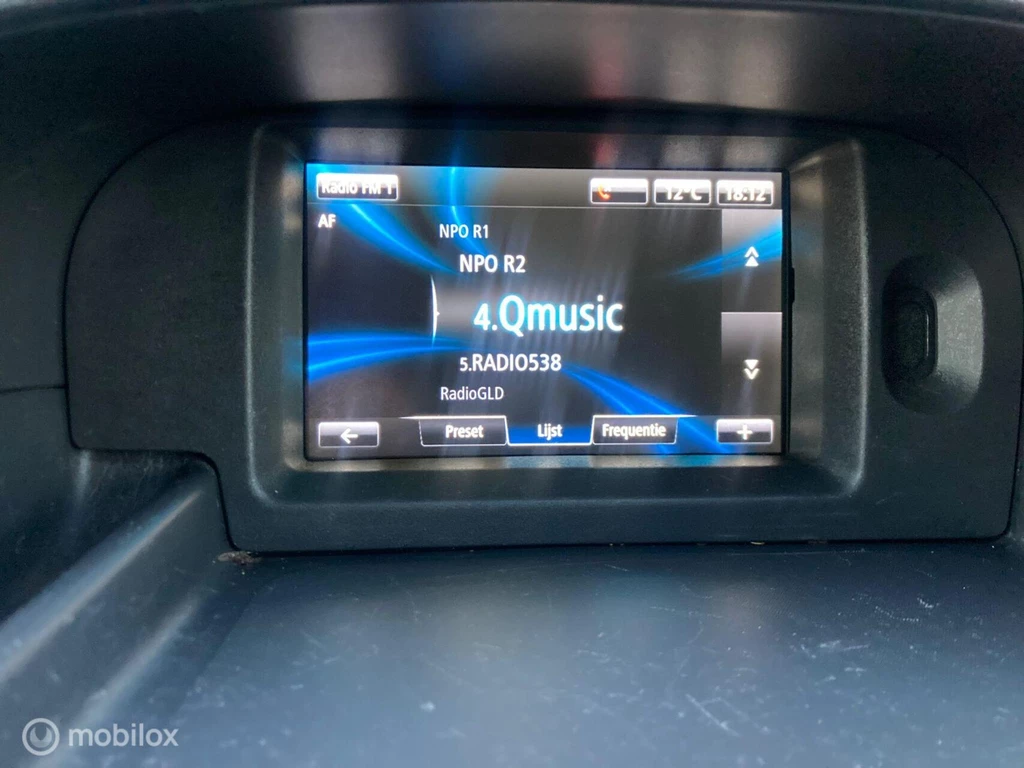 Radio FM 1
12°C
18:12
AF
NPO R1
NPO R2
4.Qmusic
5.RADIO538
RadioGLD
Preset
Lijst
Frequentie
+
mobilox